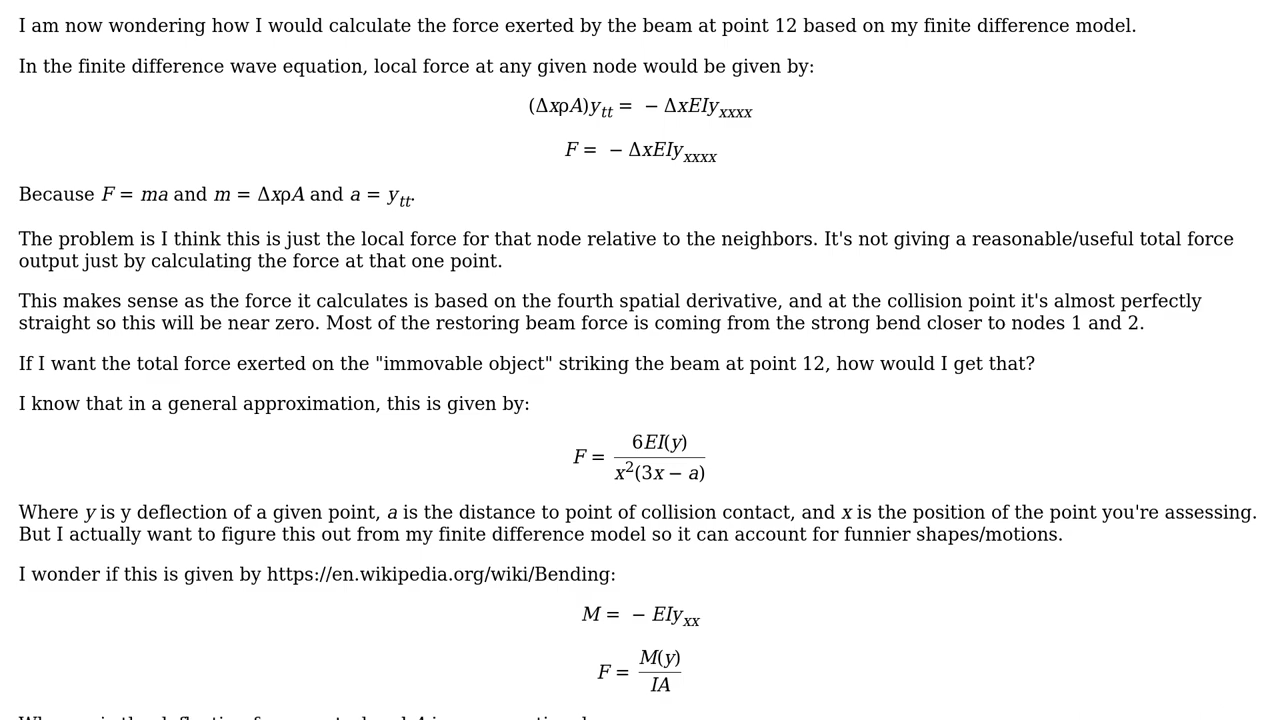 I am now wondering how I would calculate the force exerted by the beam at point 12 based on my finite difference model.
In the finite difference wave equation, local force at any given node would be given by:
(ΔxρA)y_tt = − ΔxEIy_xxxx
F = − ΔxEIy_xxxx
Because F = ma and m = ΔxρA and a = y_tt.
The problem is I think this is just the local force for that node relative to the neighbors. It's not giving a reasonable/useful total force
output just by calculating the force at that one point.
This makes sense as the force it calculates is based on the fourth spatial derivative, and at the collision point it's almost perfectly
straight so this will be near zero. Most of the restoring beam force is coming from the strong bend closer to nodes 1 and 2.
If I want the total force exerted on the "immovable object" striking the beam at point 12, how would I get that?
I know that in a general approximation, this is given by:
F = 6EI(y) / x²(3x − a)
Where y is y deflection of a given point, a is the distance to point of collision contact, and x is the position of the point you're assessing.
But I actually want to figure this out from my finite difference model so it can account for funnier shapes/motions.
I wonder if this is given by https://en.wikipedia.org/wiki/Bending:
M = − EIy_xx
F = M(y) / IA